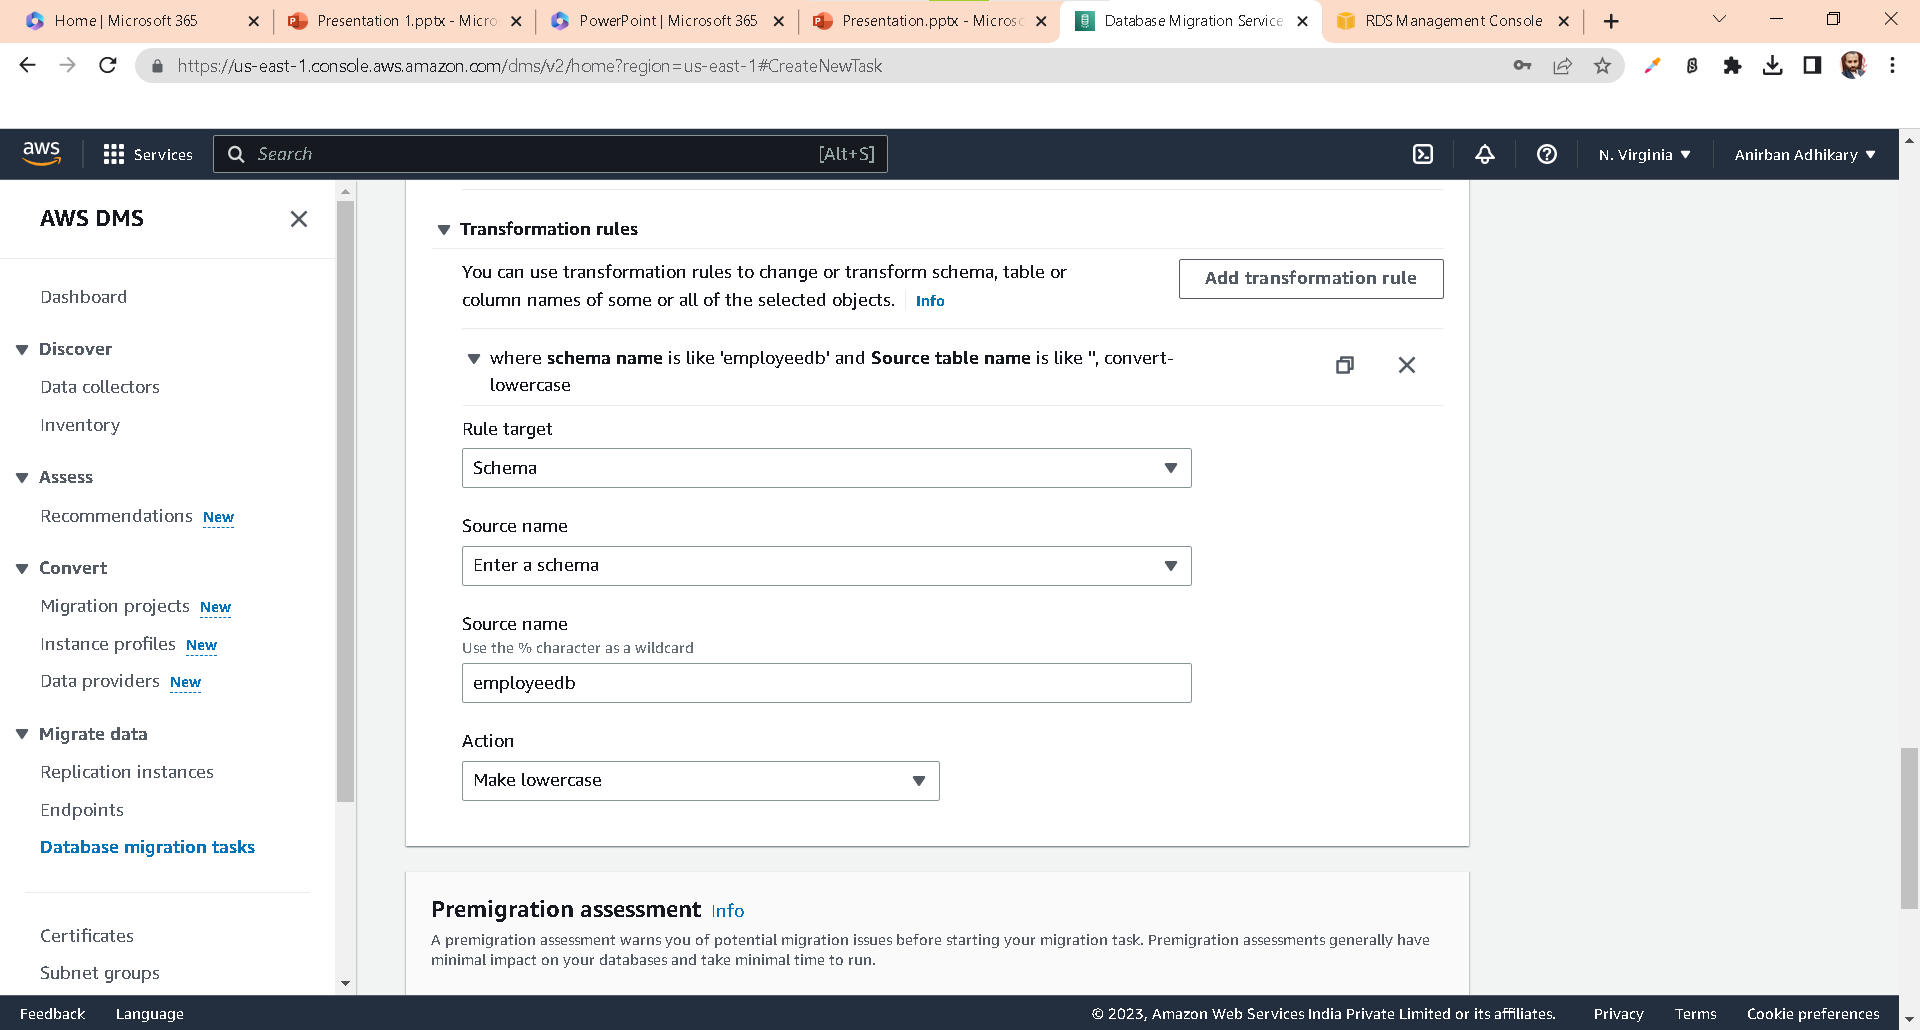 Home | Microsoft 365
Presentation 1.pptx - Micro
PowerPoint | Microsoft 365
Presentation.pptx - Microso
Database Migration Service
RDS Management Console
https://us-east-1.console.aws.amazon.com/dms/v2/home?region=us-east-1#CreateNewTask
aws
Services
Search
[Alt+S]
N. Virginia
Anirban Adhikary
AWS DMS
Dashboard
Discover
Data collectors
Inventory
Assess
Recommendations New
Convert
Migration projects New
Instance profiles New
Data providers New
Migrate data
Replication instances
Endpoints
Database migration tasks
Certificates
Subnet groups
Transformation rules
You can use transformation rules to change or transform schema, table or
column names of some or all of the selected objects. Info
Add transformation rule
where schema name is like 'employeedb' and Source table name is like '', convert-
lowercase
Rule target
Schema
Source name
Enter a schema
Source name
Use the % character as a wildcard
employeedb
Action
Make lowercase
Premigration assessment Info
A premigration assessment warns you of potential migration issues before starting your migration task. Premigration assessments generally have
minimal impact on your databases and take minimal time to run.
Feedback
Language
© 2023, Amazon Web Services India Private Limited or its affiliates.
Privacy
Terms
Cookie preferences